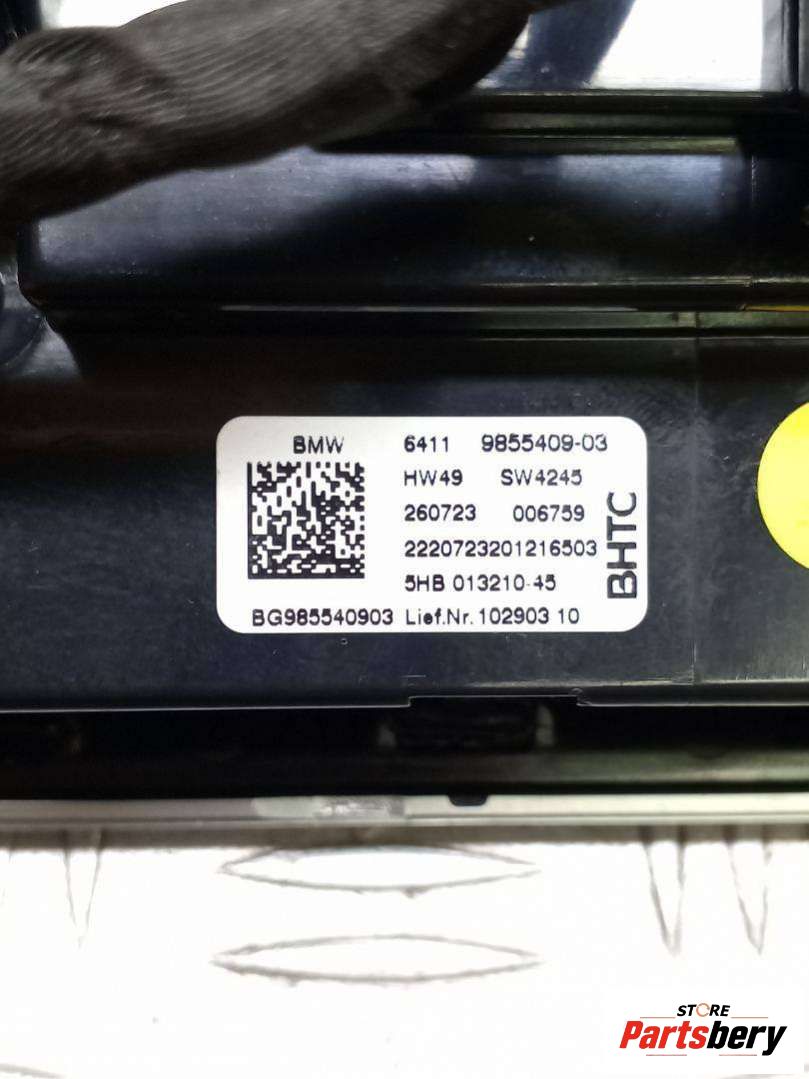 BMW 6411 9855409-03
HW49 SW4245
260723 006759
2220723201216503
5HB 013210-45
BHTC
BG985540903 Lief.Nr. 102903 10
STORE
Partsbery